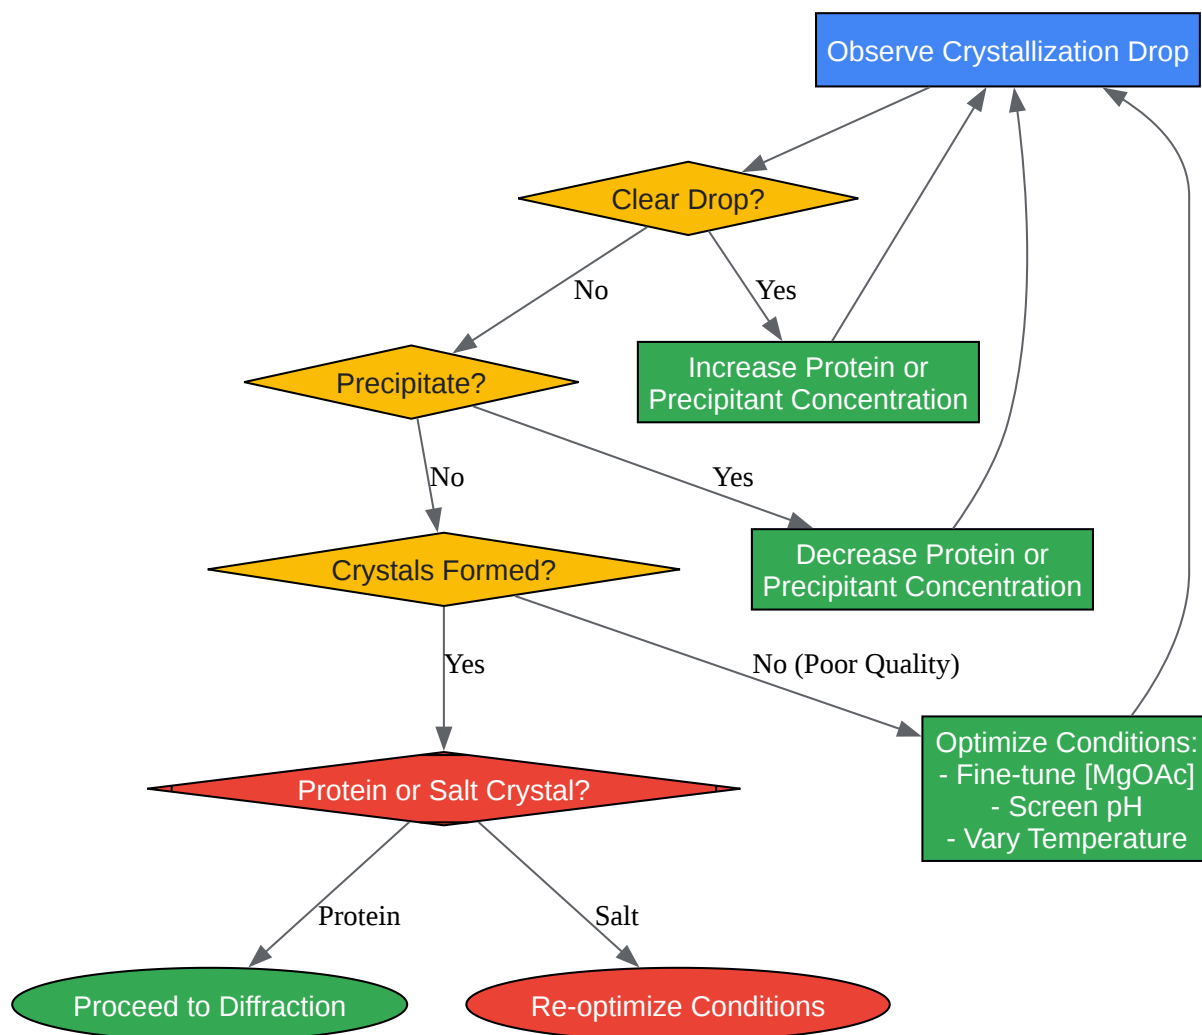 Observe Crystallization Drop
Clear Drop?
No
Yes
Increase Protein or
Precipitant Concentration
Precipitate?
No
Yes
Decrease Protein or
Precipitant Concentration
Crystals Formed?
Yes
No (Poor Quality)
Optimize Conditions:
- Fine-tune [MgOAc]
- Screen pH
- Vary Temperature
Protein or Salt Crystal?
Protein
Salt
Proceed to Diffraction
Re-optimize Conditions